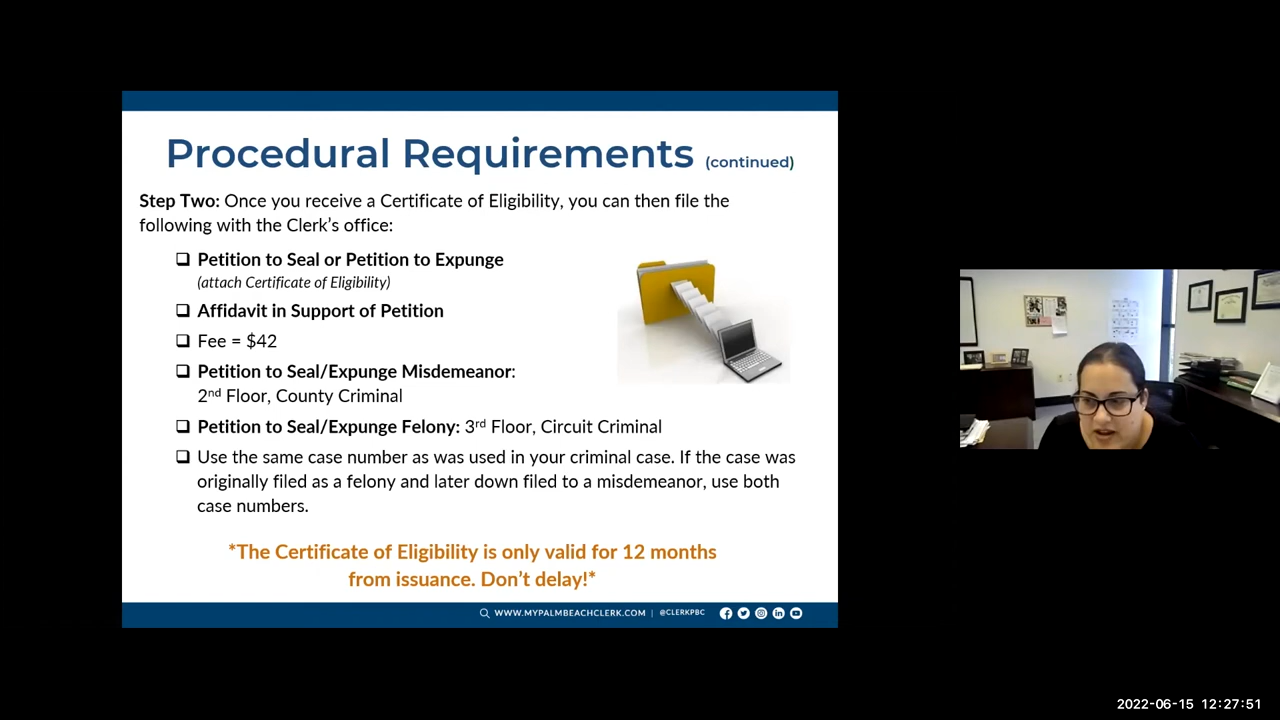 Procedural Requirements (continued)
Step Two: Once you receive a Certificate of Eligibility, you can then file the
following with the Clerk's office:
❑ Petition to Seal or Petition to Expunge
(attach Certificate of Eligibility)
❑ Affidavit in Support of Petition
❑ Fee = $42
❑ Petition to Seal/Expunge Misdemeanor:
2nd Floor, County Criminal
❑ Petition to Seal/Expunge Felony: 3rd Floor, Circuit Criminal
❑ Use the same case number as was used in your criminal case. If the case was
originally filed as a felony and later down filed to a misdemeanor, use both
case numbers.
*The Certificate of Eligibility is only valid for 12 months
from issuance. Don't delay!*
WWW.MYPALMBEACHCLERK.COM | @CLERKPBC
2022-06-15 12:27:51